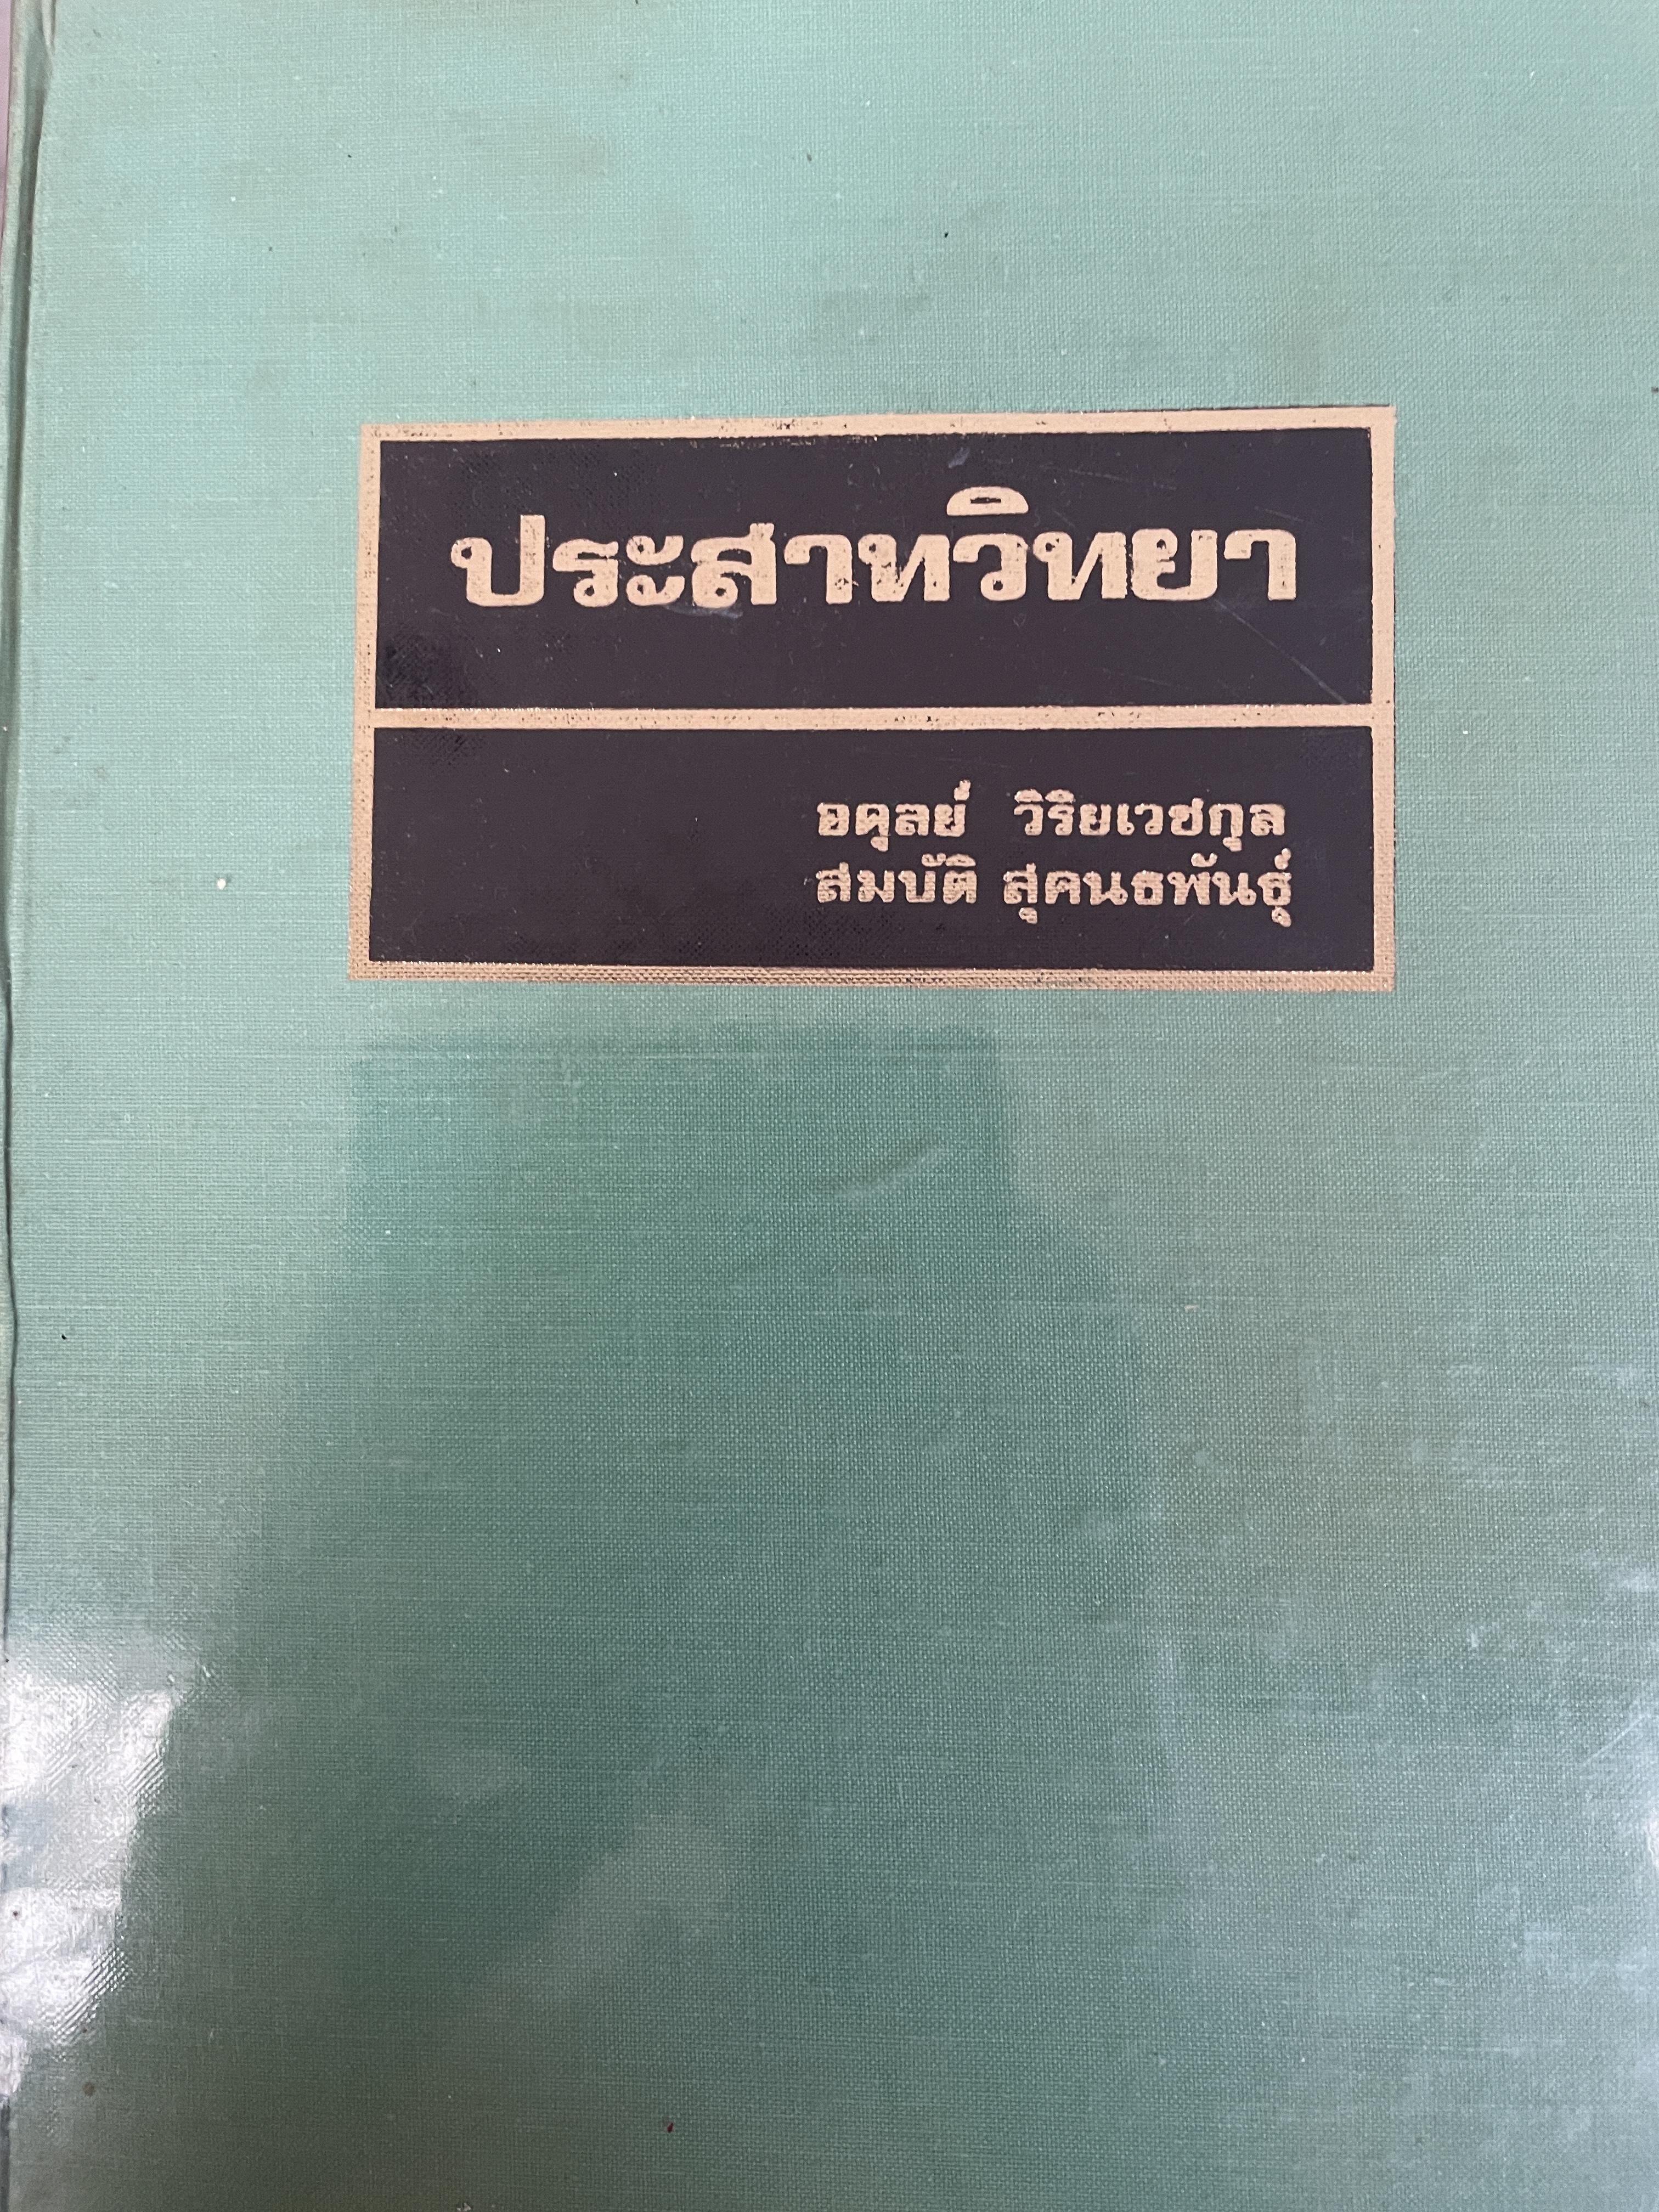 ประสาทวิทยา
อดุลย์ วิริยเวชกุล
สมบัติ สุคนธพันธุ์